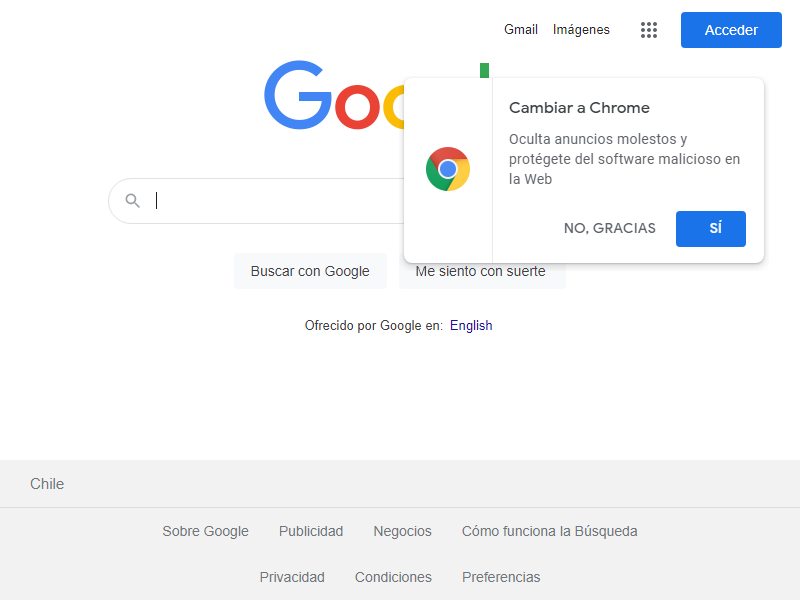 Gmail Imágenes Acceder
Goo
Cambiar a Chrome
Oculta anuncios molestos y
protégete del software malicioso en
la Web
NO, GRACIAS SÍ
Buscar con Google Me siento con suerte
Ofrecido por Google en: English
Chile
Sobre Google Publicidad Negocios Cómo funciona la Búsqueda
Privacidad Condiciones Preferencias